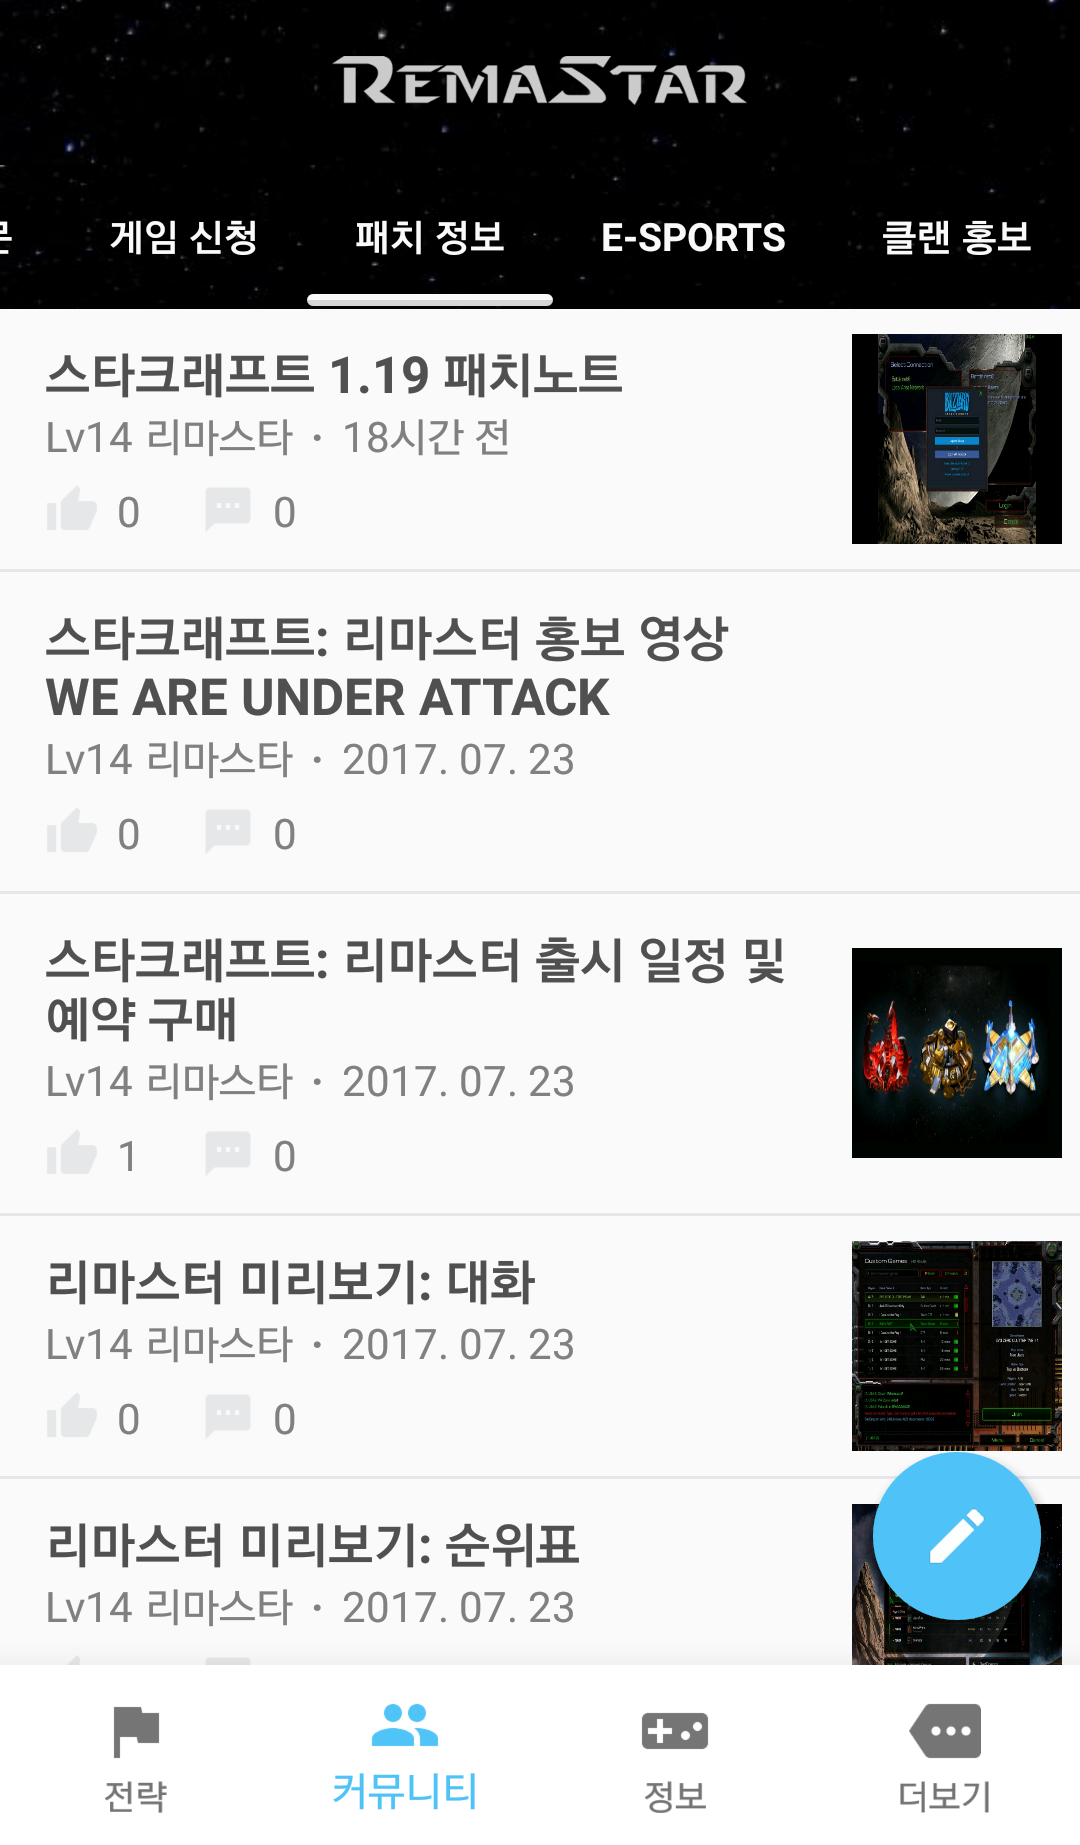 REMASTAR
게임 신청 패치 정보 E-SPORTS 클랜 홍보
스타크래프트 1.19 패치노트
Lv14 리마스타 · 18시간 전
0 0
스타크래프트: 리마스터 홍보 영상
WE ARE UNDER ATTACK
Lv14 리마스타 · 2017. 07. 23
0 0
스타크래프트: 리마스터 출시 일정 및
예약 구매
Lv14 리마스타 · 2017. 07. 23
1 0
리마스터 미리보기: 대화
Lv14 리마스타 · 2017. 07. 23
0 0
리마스터 미리보기: 순위표
Lv14 리마스타 · 2017. 07. 23
전략 커뮤니티 정보 더보기